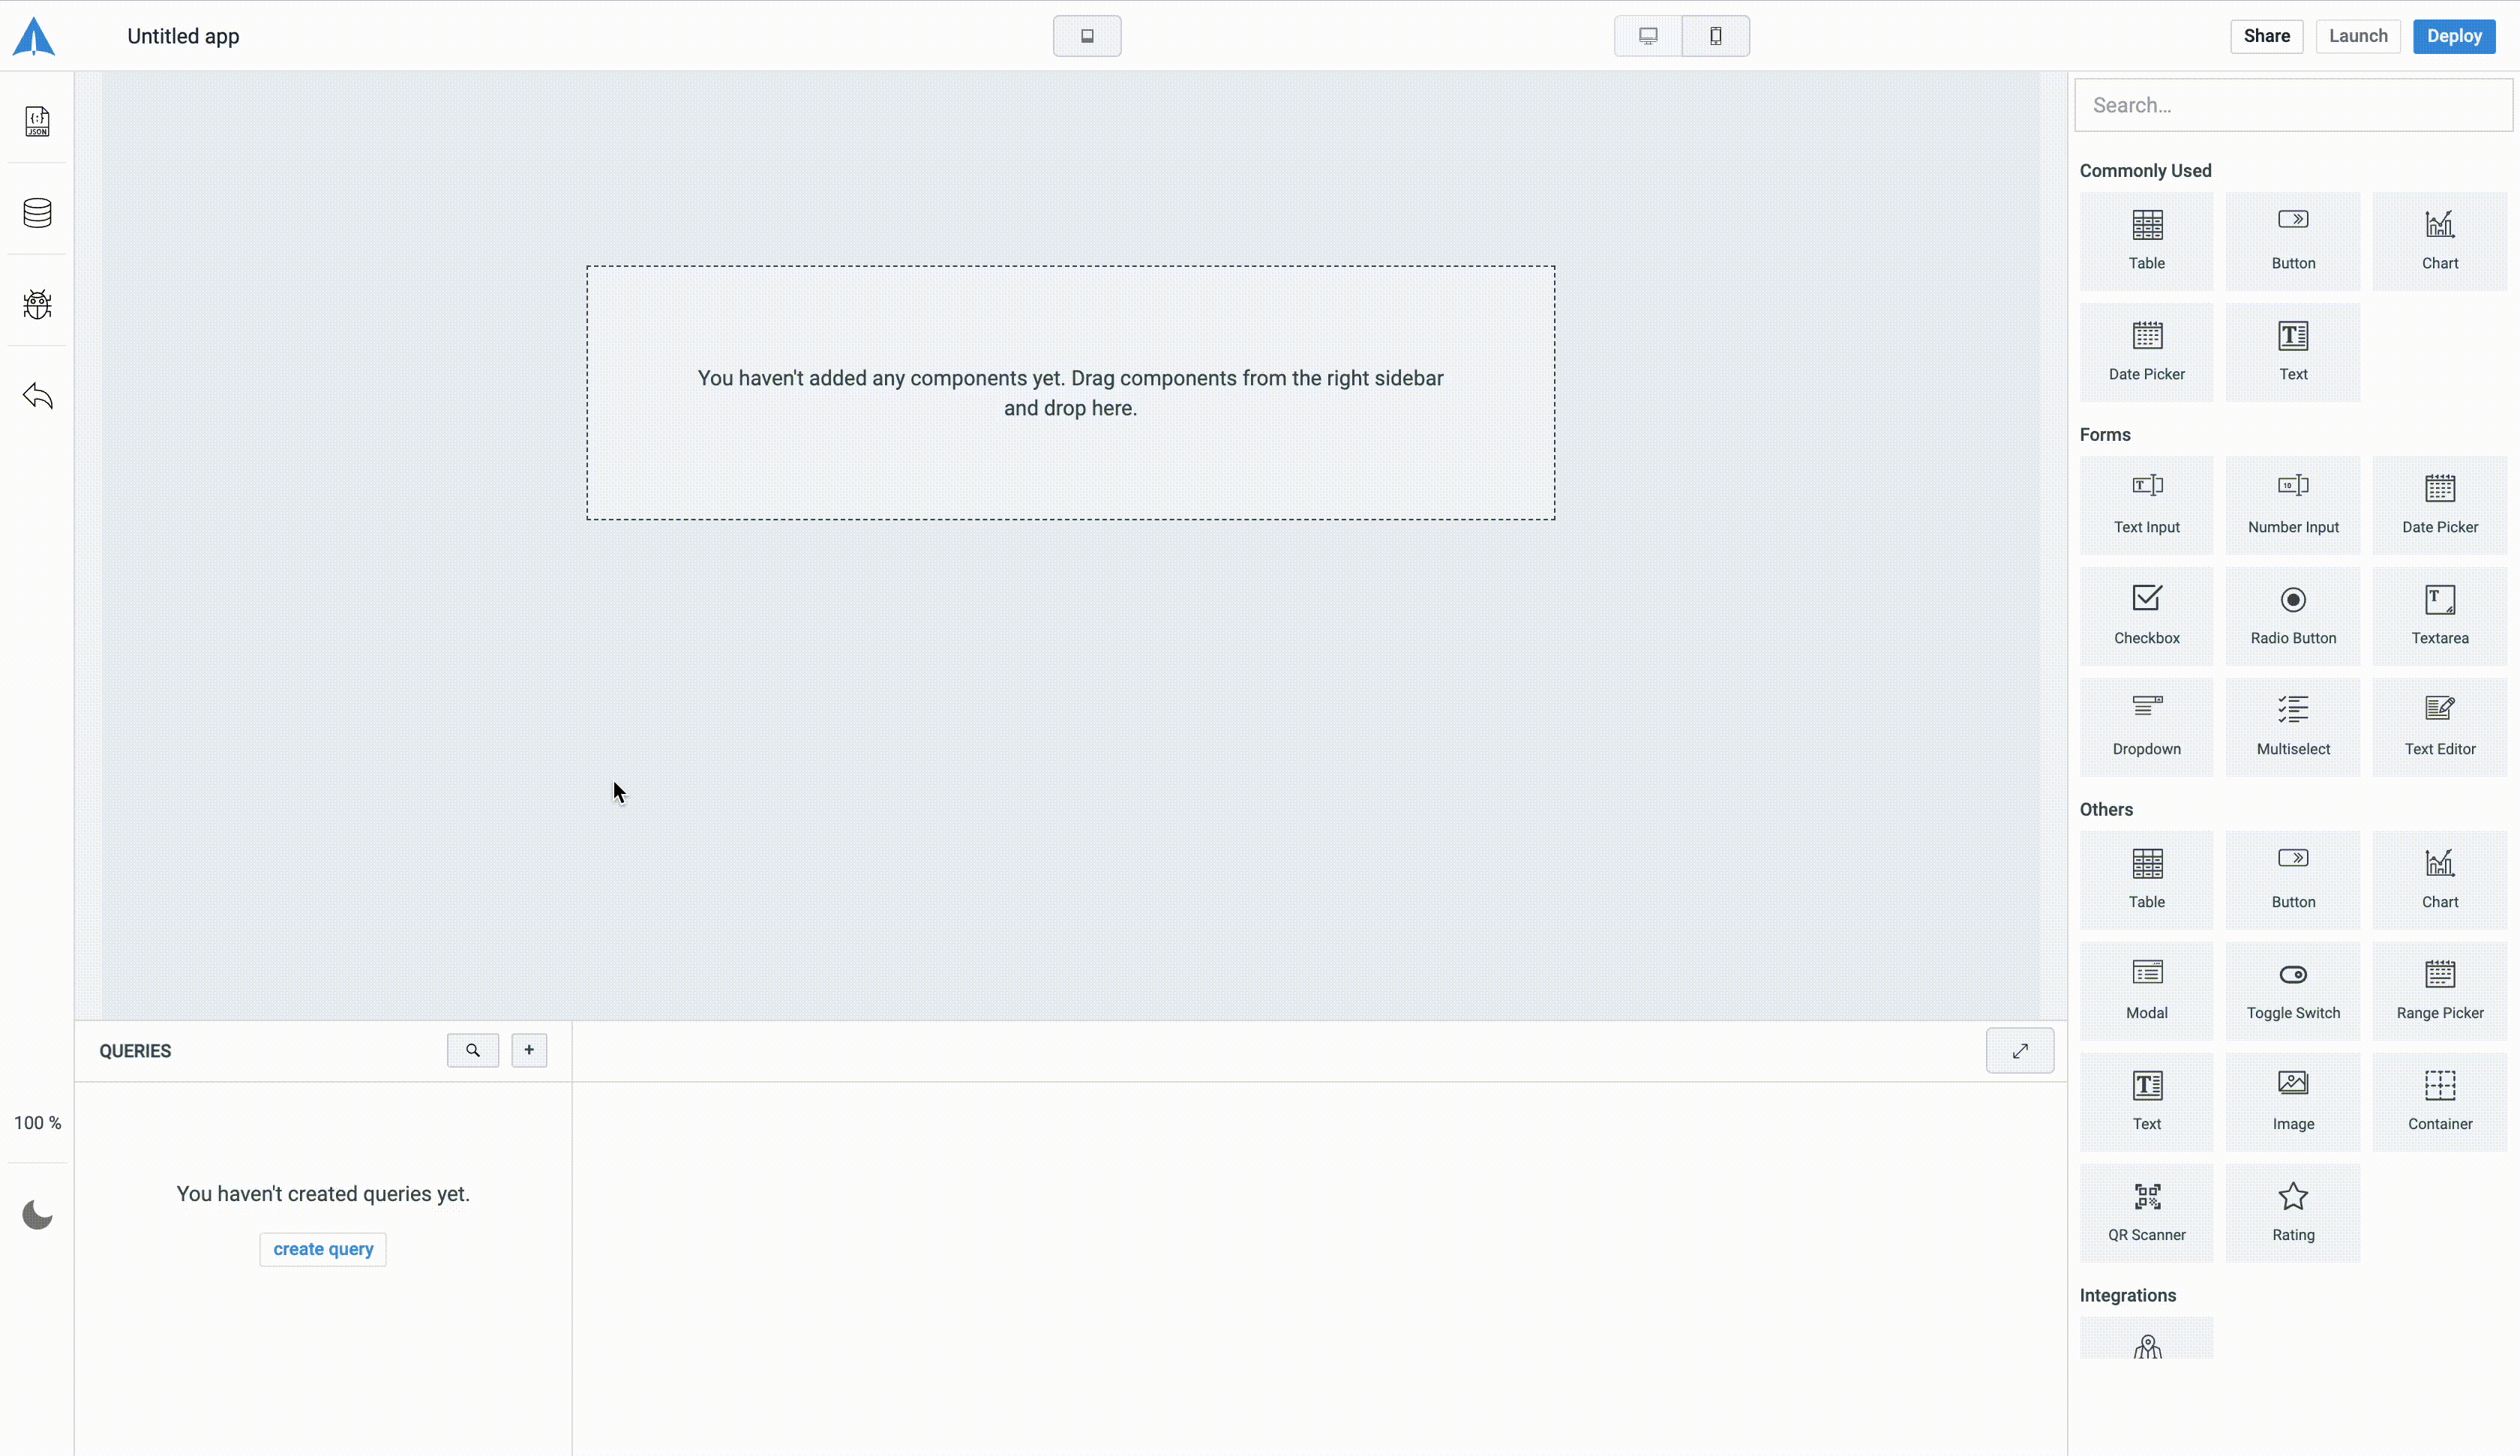 Untitled app
Share
Launch
Deploy
JSON
Search...
Commonly Used
Table
Button
Chart
Date Picker
Text
You haven't added any components yet. Drag components from the right sidebar
and drop here.
Forms
Text Input
Number Input
Date Picker
Checkbox
Radio Button
Textarea
Dropdown
Multiselect
Text Editor
Others
Table
Button
Chart
Modal
Toggle Switch
Range Picker
Text
Image
Container
QR Scanner
Rating
Integrations
QUERIES
+
100 %
You haven't created queries yet.
create query